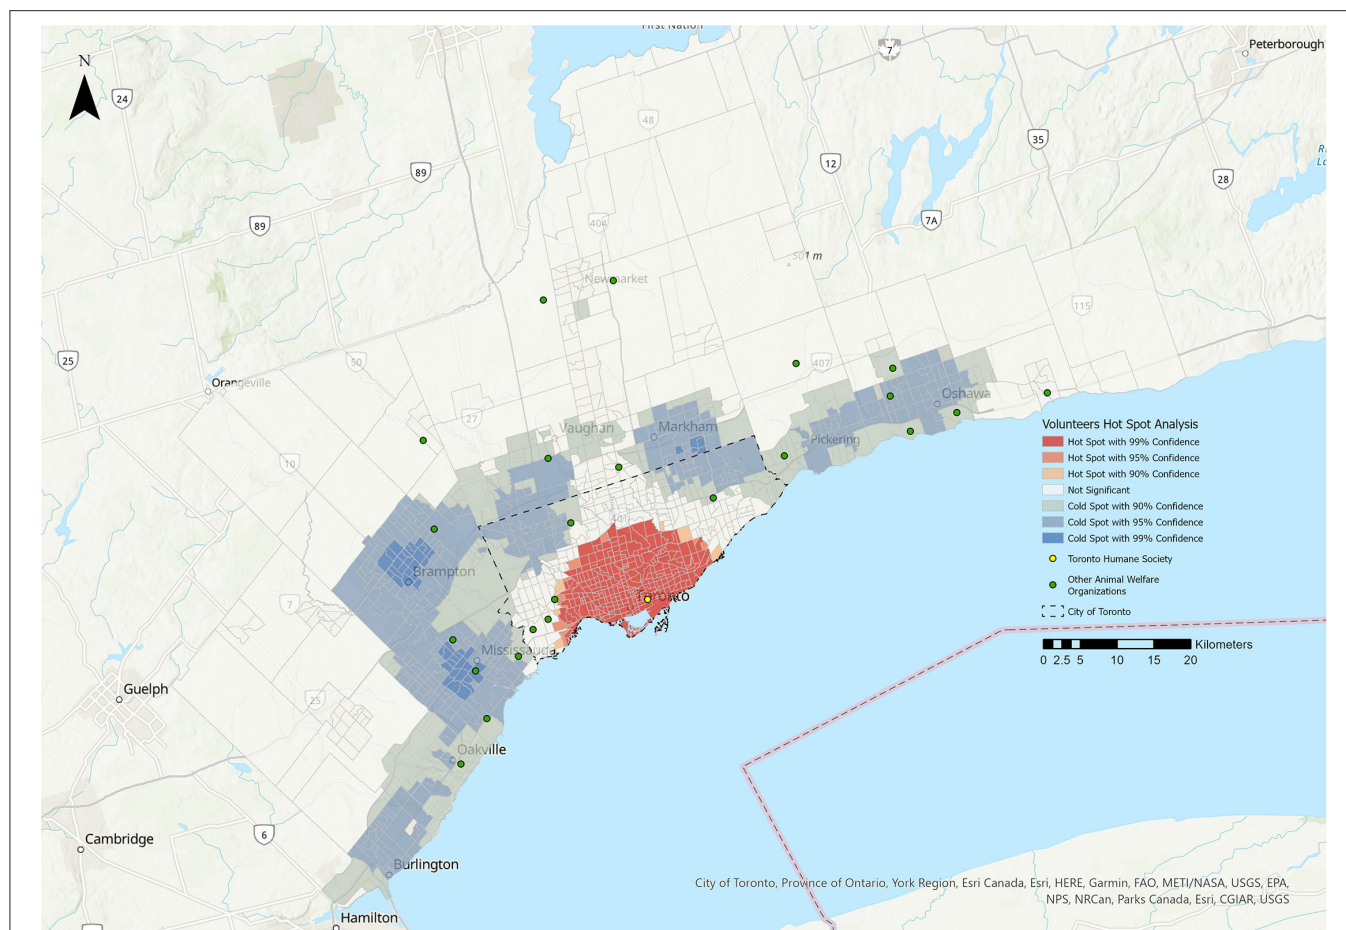 First Nation
N
7
Peterborough
24
48
35
12
89
28
7A
89
404
501 m
Newmarket
115
25
50
407
Orangeville
Oshawa
27
Vaughan
Markham
Volunteers Hot Spot Analysis
Pickering
Hot Spot with 99% Confidence
Hot Spot with 95% Confidence
10
Hot Spot with 90% Confidence
Not Significant
Cold Spot with 90% Confidence
401
Cold Spot with 95% Confidence
Cold Spot with 99% Confidence
Toronto Humane Society
Brampton
Other Animal Welfare
Organizations
Toronto
7
City of Toronto
Mississauga
Kilometers
0 2.5 5 10 15 20
Guelph
25
Oakville
6
Cambridge
Burlington
City of Toronto, Province of Ontario, York Region, Esri Canada, Esri, HERE, Garmin, FAO, METI/NASA, USGS, EPA,
NPS, NRCan, Parks Canada, Esri, CGIAR, USGS
Hamilton